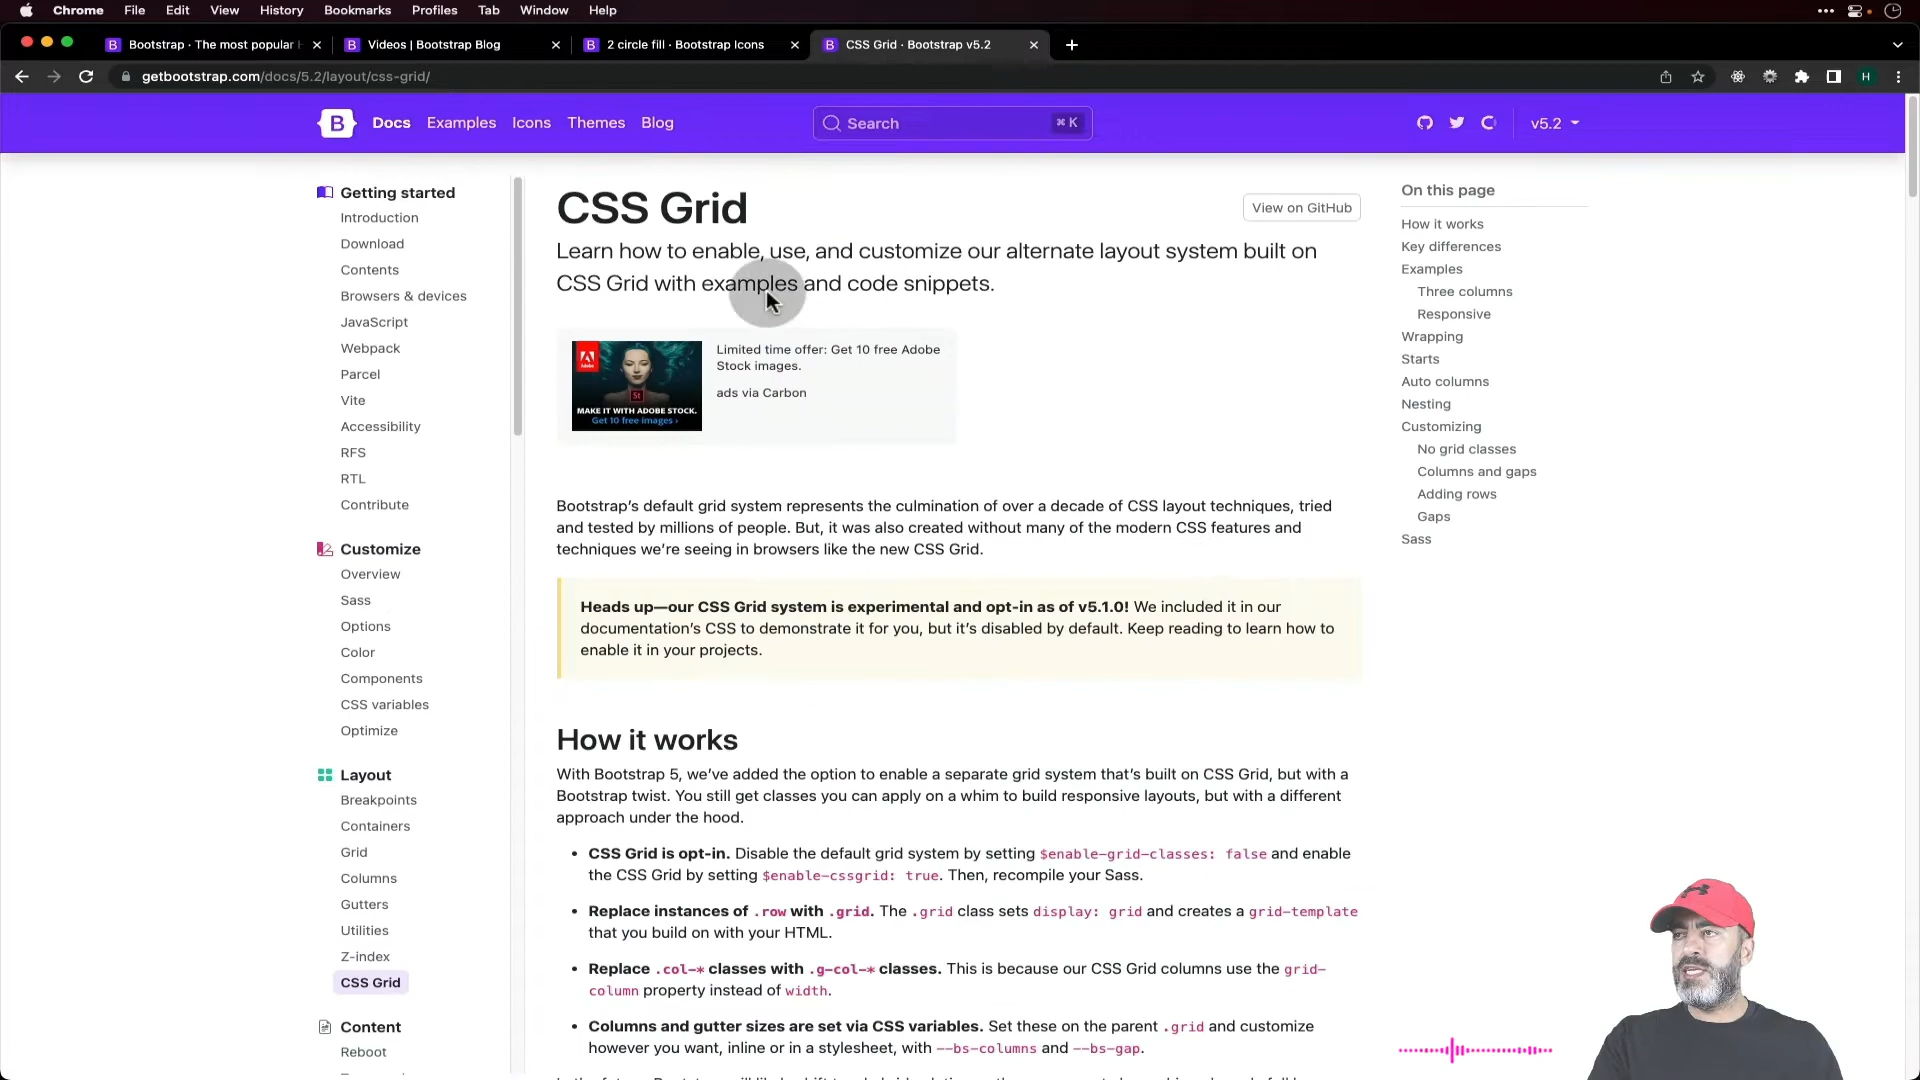 Chrome File Edit View History Bookmarks Profiles Tab Window Help
Bootstrap · The most popular
Videos | Bootstrap Blog
2 circle fill · Bootstrap Icons
CSS Grid · Bootstrap v5.2
getbootstrap.com/docs/5.2/layout/css-grid/
H
B
Docs Examples Icons Themes Blog
Search ⌘ K
v5.2
Getting started
Introduction
Download
Contents
Browsers & devices
JavaScript
Webpack
Parcel
Vite
Accessibility
RFS
RTL
Contribute
Customize
Overview
Sass
Options
Color
Components
CSS variables
Optimize
Layout
Breakpoints
Containers
Grid
Columns
Gutters
Utilities
Z-index
CSS Grid
Content
Reboot
CSS Grid
View on GitHub
Learn how to enable, use, and customize our alternate layout system built on
CSS Grid with examples and code snippets.
Adobe
St
MAKE IT WITH ADOBE STOCK.
Get 10 free images ›
Limited time offer: Get 10 free Adobe
Stock images.
ads via Carbon
Bootstrap’s default grid system represents the culmination of over a decade of CSS layout techniques, tried
and tested by millions of people. But, it was also created without many of the modern CSS features and
techniques we’re seeing in browsers like the new CSS Grid.
Heads up—our CSS Grid system is experimental and opt-in as of v5.1.0! We included it in our
documentation’s CSS to demonstrate it for you, but it’s disabled by default. Keep reading to learn how to
enable it in your projects.
How it works
With Bootstrap 5, we’ve added the option to enable a separate grid system that’s built on CSS Grid, but with a
Bootstrap twist. You still get classes you can apply on a whim to build responsive layouts, but with a different
approach under the hood.
• CSS Grid is opt-in. Disable the default grid system by setting $enable-grid-classes: false and enable
the CSS Grid by setting $enable-cssgrid: true. Then, recompile your Sass.
• Replace instances of .row with .grid. The .grid class sets display: grid and creates a grid-template
that you build on with your HTML.
• Replace .col-* classes with .g-col-* classes. This is because our CSS Grid columns use the grid-
column property instead of width.
• Columns and gutter sizes are set via CSS variables. Set these on the parent .grid and customize
however you want, inline or in a stylesheet, with --bs-columns and --bs-gap.
On this page
How it works
Key differences
Examples
Three columns
Responsive
Wrapping
Starts
Auto columns
Nesting
Customizing
No grid classes
Columns and gaps
Adding rows
Gaps
Sass